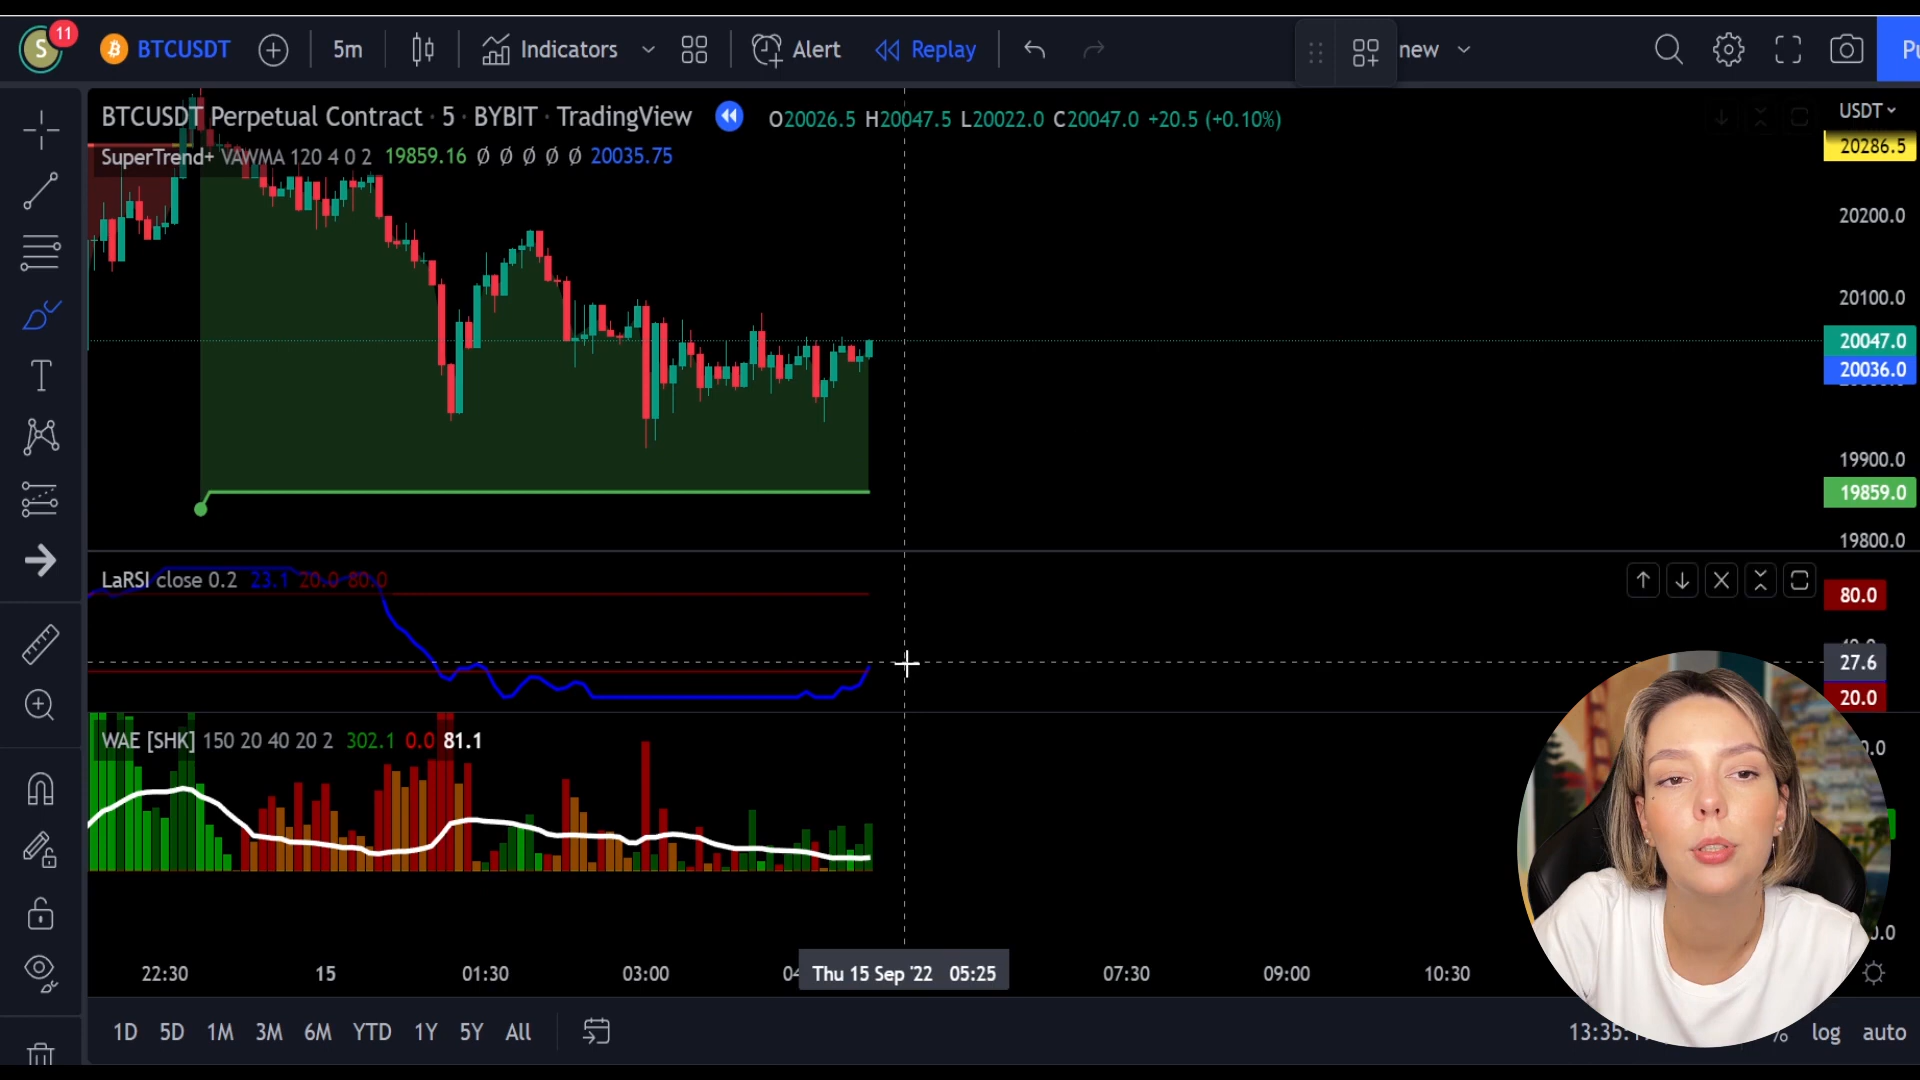 S 11 BTCUSDT 5m Indicators Alert Replay new Pu
BTCUSDT Perpetual Contract · 5 · BYBIT · TradingView O20026.5 H20047.5 L20022.0 C20047.0 +20.5 (+0.10%)
SuperTrend+ VAWMA 120 4 0 2 19859.16 Ø Ø Ø Ø Ø 20035.75
USDT
20286.5
20200.0
20100.0
20047.0
20036.0
19900.0
19859.0
19800.0
LaRSI close 0.2 23.1 20.0 80.0
80.0
27.6
20.0
WAE [SHK] 150 20 40 20 2 302.1 0.0 81.1
22:30 15 01:30 03:00 04 Thu 15 Sep '22 05:25 07:30 09:00 10:30
1D 5D 1M 3M 6M YTD 1Y 5Y All 13:35: % log auto